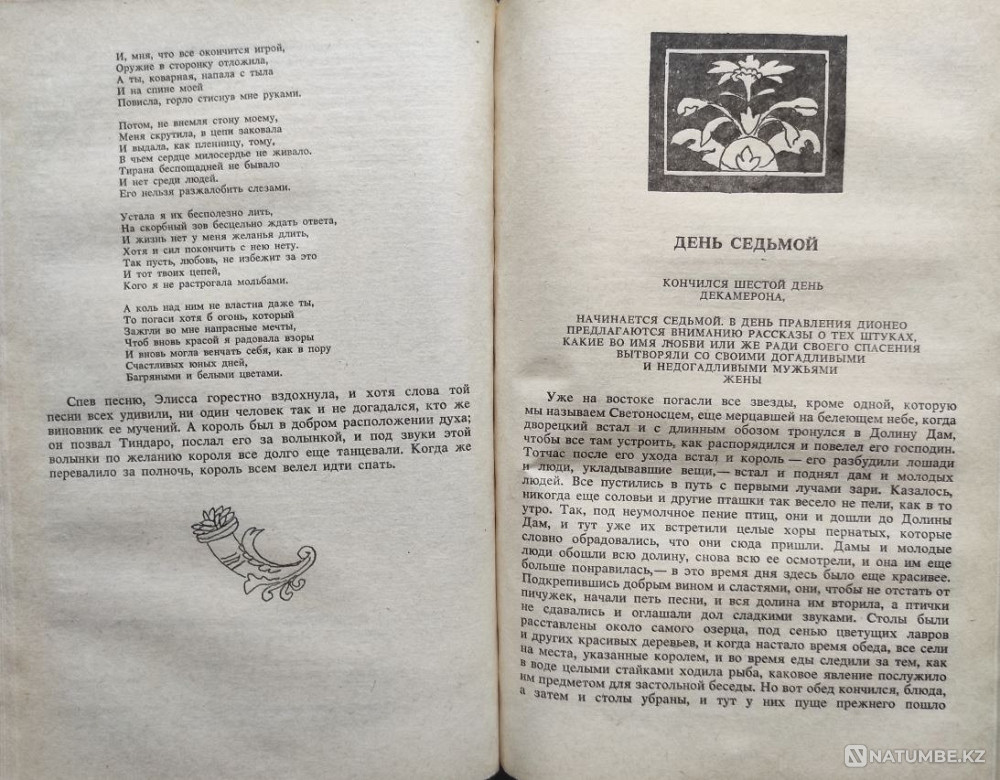 И, мня, что все окончится игрой,
Оружие в сторонку отложила,
А ты, коварная, напала с тыла
И на спине моей
Повисла, горло стиснув мне руками.
Потом, не внемля стону моему,
Меня скрутила, в цепи заковала
И выдала, как пленницу, тому,
В чьем сердце милосердье не живало.
Тирана беспощадней не бывало
И нет среди людей.
Его нельзя разжалобить слезами.
Устала я их бесполезно лить,
На скорбный зов бесцельно ждать ответа,
И жизнь нет у меня желанья длить,
Хотя и сил покончить с нею нету.
Так пусть, любовь, не избежит за это
И тот твоих цепей,
Кого я не растрогала мольбами.
А коль над ним не властна даже ты,
То погаси хотя б огонь, который
Зажгли во мне напрасные мечты,
Чтоб вновь красой я радовала взоры
И вновь могла венчать себя, как в пору
Счастливых юных дней,
Багряными и белыми цветами.
Спев песню, Элисса горестно вздохнула, и хотя слова той
песни всех удивили, ни один человек так и не догадался, кто же
виновник ее мучений. А король был в добром расположении духа;
он позвал Тиндаро, послал его за волынкой, и под звуки этой
волынки по желанию короля все долго еще танцевали. Когда же
перевалило за полночь, король всем велел идти спать.
ДЕНЬ СЕДЬМОЙ
КОНЧИЛСЯ ШЕСТОЙ ДЕНЬ
ДЕКАМЕРОНА,
НАЧИНАЕТСЯ СЕДЬМОЙ. В ДЕНЬ ПРАВЛЕНИЯ ДИОНЕО
ПРЕДЛАГАЮТСЯ ВНИМАНИЮ РАССКАЗЫ О ТЕХ ШТУКАХ,
КАКИЕ ВО ИМЯ ЛЮБВИ ИЛИ ЖЕ РАДИ СВОЕГО СПАСЕНИЯ
ВЫТВОРЯЛИ СО СВОИМИ ДОГАДЛИВЫМИ
И НЕДОГАДЛИВЫМИ МУЖЬЯМИ
ЖЕНЫ
Уже на востоке погасли все звезды, кроме одной, которую
мы называем Светоносцем, еще мерцавшей на белеющем небе, когда
дворецкий встал и с длинным обозом тронулся в Долину Дам,
чтобы все там устроить, как распорядился и повелел его господин.
Тотчас после его ухода встал и король — его разбудили лошади
и люди, укладывавшие вещи,— встал и поднял дам и молодых
людей. Все пустились в путь с первыми лучами зари. Казалось,
никогда еще соловьи и другие пташки так весело не пели, как в то
утро. Так, под неумолчное пение птиц, они и дошли до Долины
Дам, и тут уже их встретили целые хоры пернатых, которые
словно обрадовались, что они сюда пришли. Дамы и молодые
люди обошли всю долину, снова всю ее осмотрели, и она им еще
больше понравилась,— в это время дня здесь было еще красивее.
Подкрепившись добрым вином и сластями, они, чтобы не отстать от
пичужек, начали петь песни, и вся долина им вторила, а птички
не сдавались и оглашали дол сладкими звуками. Столы были
расставлены около самого озерца, под сенью цветущих лавров
и других красивых деревьев, и когда настало время обеда, все сели
на места, указанные королем, и во время еды следили за тем, как
в воде целыми стайками ходила рыба, каковое явление послужило
им предметом для застольной беседы. Но вот обед кончился, блюда,
а затем и столы убраны, и тут у них пуще прежнего пошло
NATUMBE.KZ